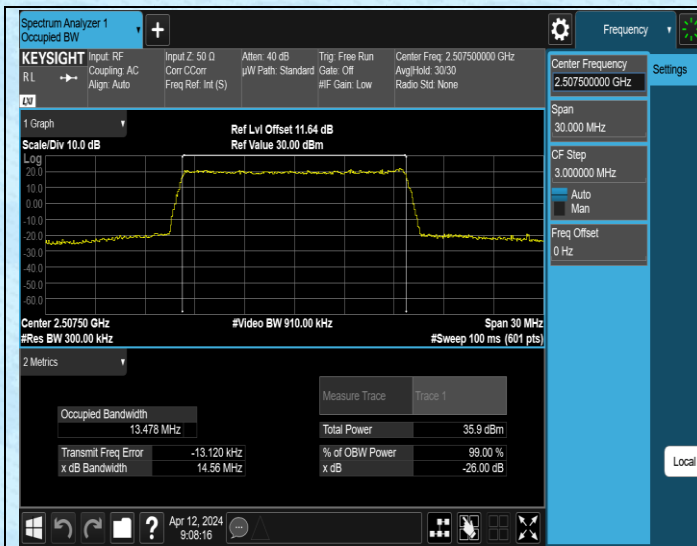 Spectrum Analyzer 1
Occupied BW
+
Frequency
KEYSIGHT
R L
LXI
Input: RF
Coupling: AC
Align: Auto
Input Z: 50 Ω
Corr CCorr
Freq Ref: Int (S)
Atten: 40 dB
µW Path: Standard
Trig: Free Run
Gate: Off
#IF Gain: Low
Center Freq: 2.507500000 GHz
Avg|Hold: 30/30
Radio Std: None
Center Frequency
2.507500000 GHz
Settings
Span
30.000 MHz
CF Step
3.000000 MHz
Auto
Man
Freq Offset
0 Hz
Local
1 Graph
Scale/Div 10.0 dB
Ref Lvl Offset 11.64 dB
Ref Value 30.00 dBm
Log
20.0
10.0
0.00
-10.0
-20.0
-30.0
-40.0
-50.0
-60.0
Center 2.50750 GHz
#Video BW 910.00 kHz
Span 30 MHz
#Res BW 300.00 kHz
#Sweep 100 ms (601 pts)
2 Metrics
Measure Trace
Trace 1
Occupied Bandwidth
13.478 MHz
Total Power
35.9 dBm
Transmit Freq Error
-13.120 kHz
% of OBW Power
99.00 %
x dB Bandwidth
14.56 MHz
x dB
-26.00 dB
?
Apr 12, 2024
9:08:16